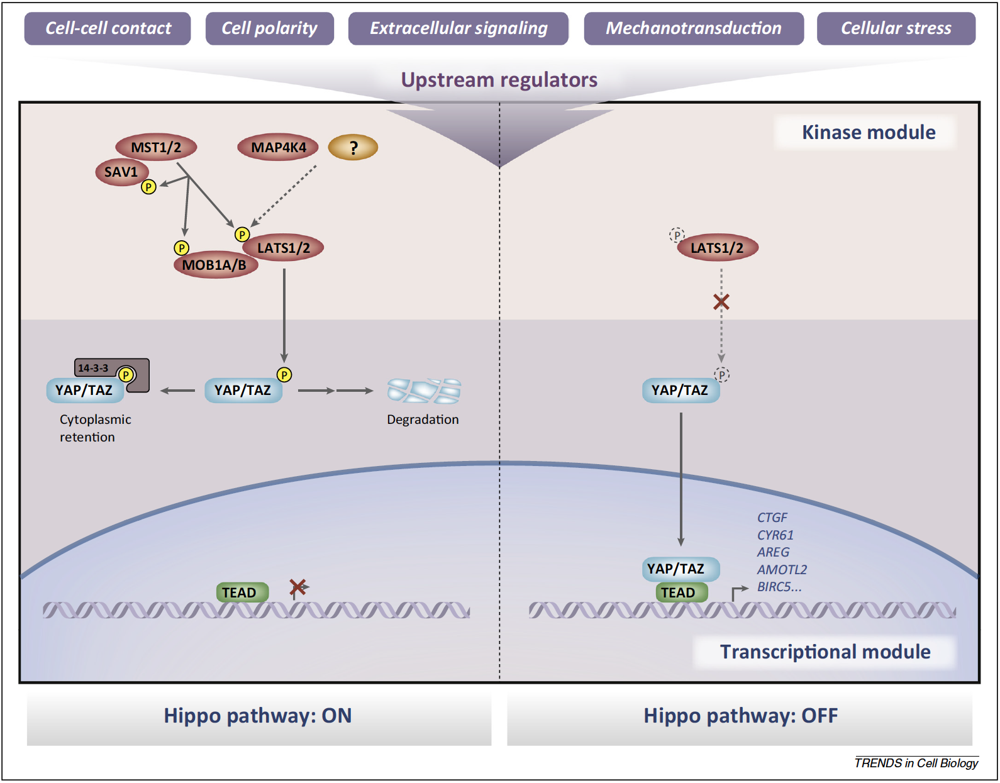 Cell-cell contact
Cell polarity
Extracellular signaling
Mechanotransduction
Cellular stress
Upstream regulators
Kinase module
MST1/2
SAV1
P
MAP4K4
?
P
P
LATS1/2
MOB1A/B
P
LATS1/2
14-3-3
P
YAP/TAZ
Cytoplasmic
retention
P
YAP/TAZ
Degradation
P
YAP/TAZ
CTGF
CYR61
AREG
AMOTL2
BIRC5...
TEAD
YAP/TAZ
TEAD
Transcriptional module
Hippo pathway: ON
Hippo pathway: OFF
TRENDS in Cell Biology